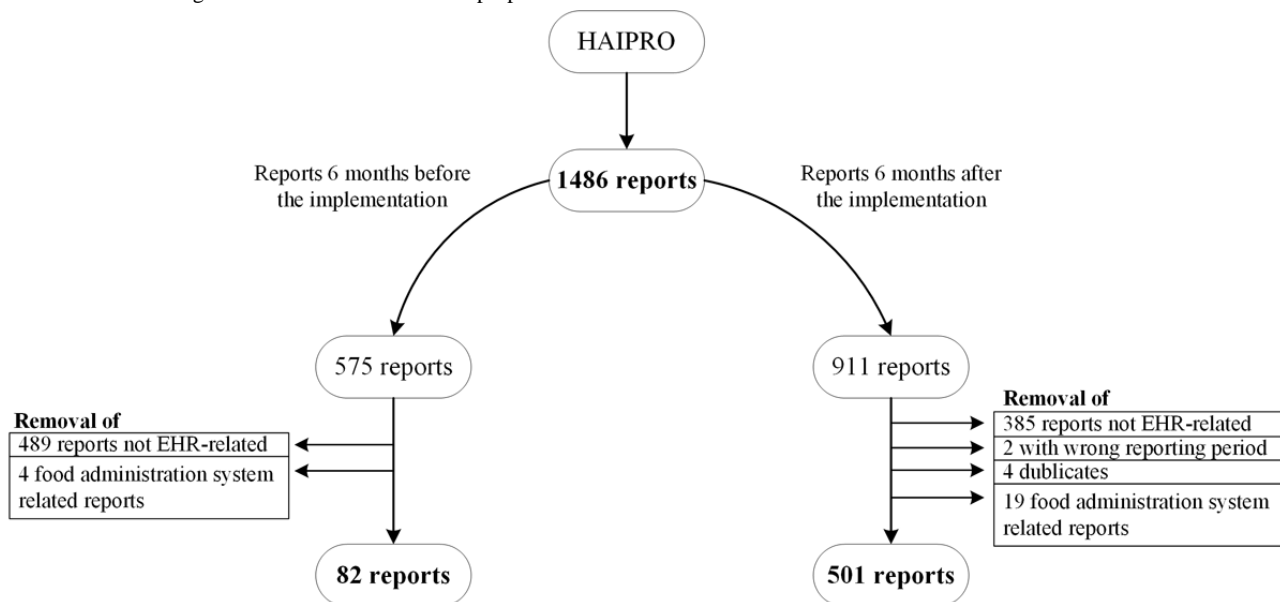 HAIPRO
Reports 6 months before
the implementation
1486 reports
Reports 6 months after
the implementation
575 reports
911 reports
Removal of
489 reports not EHR-related
4 food administration system
related reports
Removal of
385 reports not EHR-related
2 with wrong reporting period
4 dublicates
19 food administration system
related reports
82 reports
501 reports